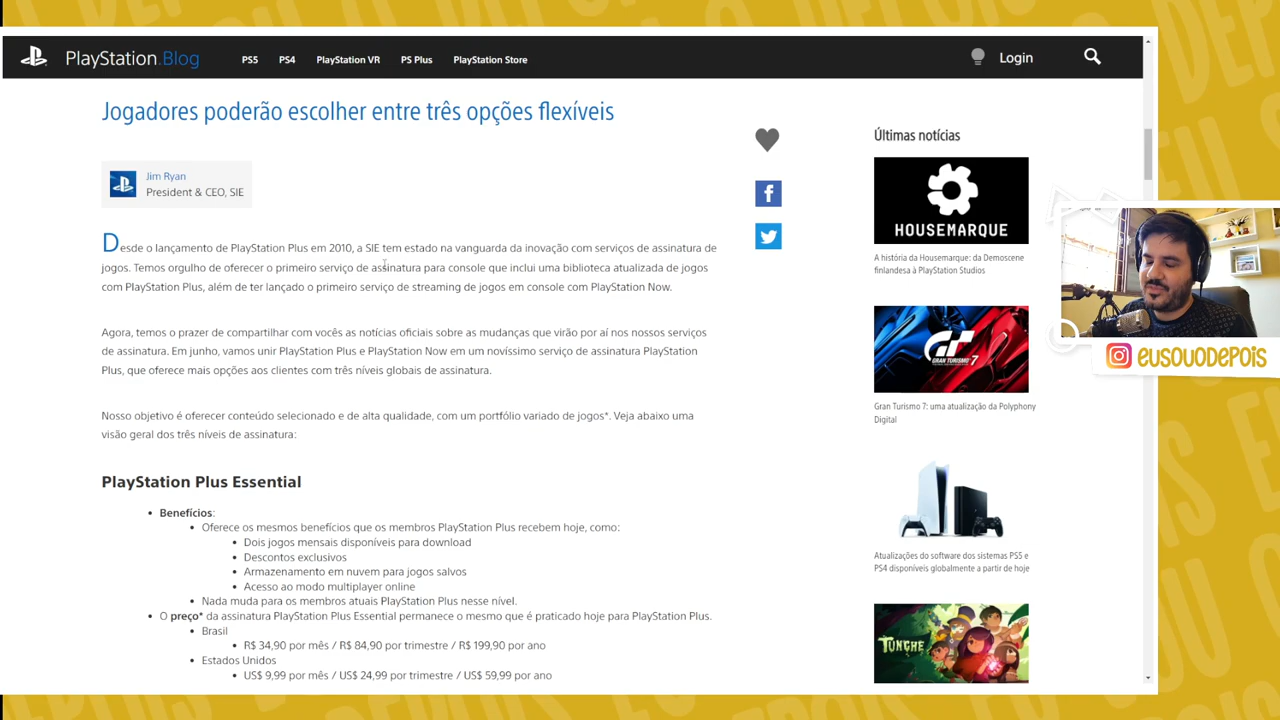 PlayStation.Blog
PS5
PS4
PlayStation VR
PS Plus
PlayStation Store
Login
Jogadores poderão escolher entre três opções flexíveis
Jim Ryan
President & CEO, SIE
Desde o lançamento de PlayStation Plus em 2010, a SIE tem estado na vanguarda da inovação com serviços de assinatura de
jogos. Temos orgulho de oferecer o primeiro serviço de assinatura para console que inclui uma biblioteca atualizada de jogos
com PlayStation Plus, além de ter lançado o primeiro serviço de streaming de jogos em console com PlayStation Now.
Agora, temos o prazer de compartilhar com vocês as notícias oficiais sobre as mudanças que virão por aí nos nossos serviços
de assinatura. Em junho, vamos unir PlayStation Plus e PlayStation Now em um novíssimo serviço de assinatura PlayStation
Plus, que oferece mais opções aos clientes com três níveis globais de assinatura.
Nosso objetivo é oferecer conteúdo selecionado e de alta qualidade, com um portfólio variado de jogos*. Veja abaixo uma
visão geral dos três níveis de assinatura:
PlayStation Plus Essential
• Benefícios:
• Oferece os mesmos benefícios que os membros PlayStation Plus recebem hoje, como:
• Dois jogos mensais disponíveis para download
• Descontos exclusivos
• Armazenamento em nuvem para jogos salvos
• Acesso ao modo multiplayer online
• Nada muda para os membros atuais PlayStation Plus nesse nível.
• O preço* da assinatura PlayStation Plus Essential permanece o mesmo que é praticado hoje para PlayStation Plus.
• Brasil
• R$ 34,90 por mês / R$ 84,90 por trimestre / R$ 199,90 por ano
• Estados Unidos
• US$ 9,99 por mês / US$ 24,99 por trimestre / US$ 59,99 por ano
Últimas notícias
HOUSEMARQUE
A história da Housemarque: da Demoscene
finlandesa à PlayStation Studios
GT
GRAN TURISMO 7
Gran Turismo 7: uma atualização da Polyphony
Digital
Atualizações do software dos sistemas PS5 e
PS4 disponíveis globalmente a partir de hoje
TUNCHE
EUSOUODEPOIS